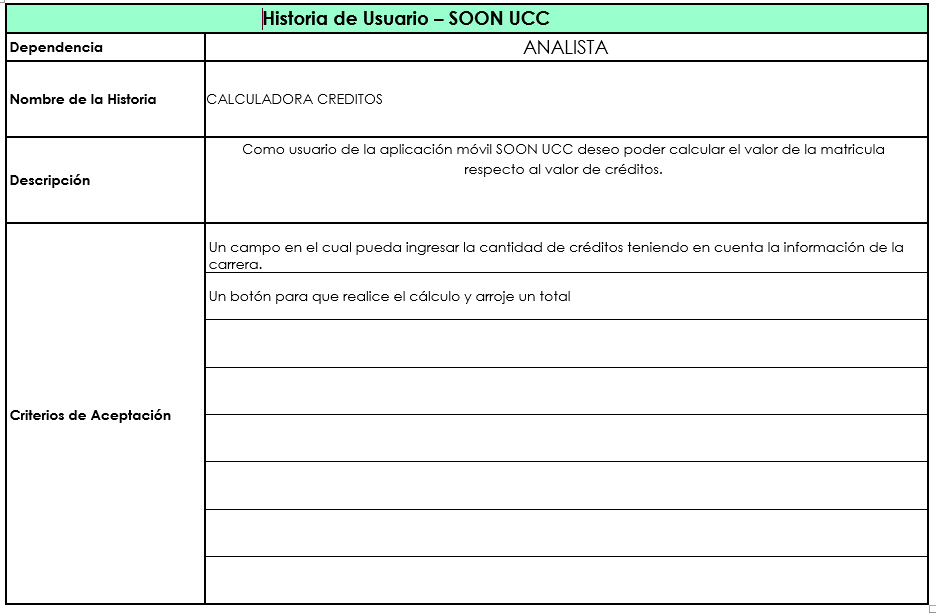 Historia de Usuario – SOON UCC
Dependencia
ANALISTA
Nombre de la Historia
CALCULADORA CREDITOS
Descripción
Como usuario de la aplicación móvil SOON UCC deseo poder calcular el valor de la matricula
respecto al valor de créditos.
Criterios de Aceptación
Un campo en el cual pueda ingresar la cantidad de créditos teniendo en cuenta la información de la
carrera.
Un botón para que realice el cálculo y arroje un total